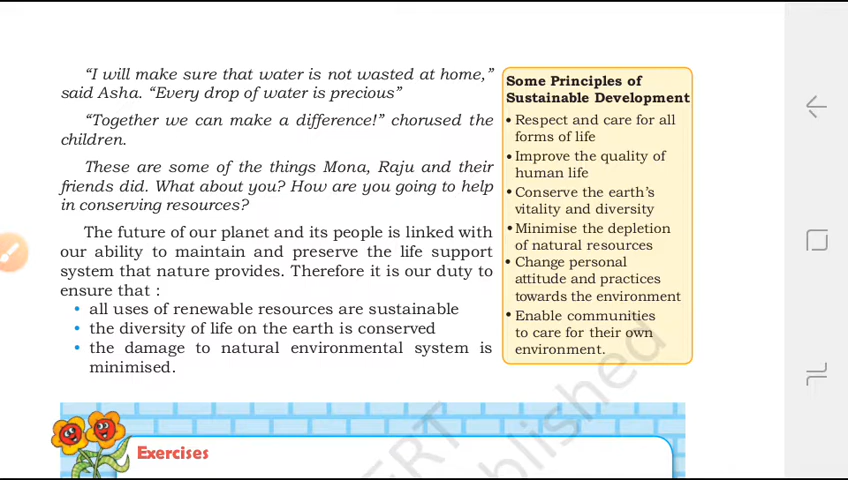 “I will make sure that water is not wasted at home,”
said Asha. “Every drop of water is precious”
“Together we can make a difference!” chorused the
children.
These are some of the things Mona, Raju and their
friends did. What about you? How are you going to help
in conserving resources?
The future of our planet and its people is linked with
our ability to maintain and preserve the life support
system that nature provides. Therefore it is our duty to
ensure that :
• all uses of renewable resources are sustainable
• the diversity of life on the earth is conserved
• the damage to natural environmental system is
minimised.
Some Principles of
Sustainable Development
• Respect and care for all
forms of life
• Improve the quality of
human life
• Conserve the earth’s
vitality and diversity
• Minimise the depletion
of natural resources
• Change personal
attitude and practices
towards the environment
• Enable communities
to care for their own
environment.
Exercises
ERT
blished